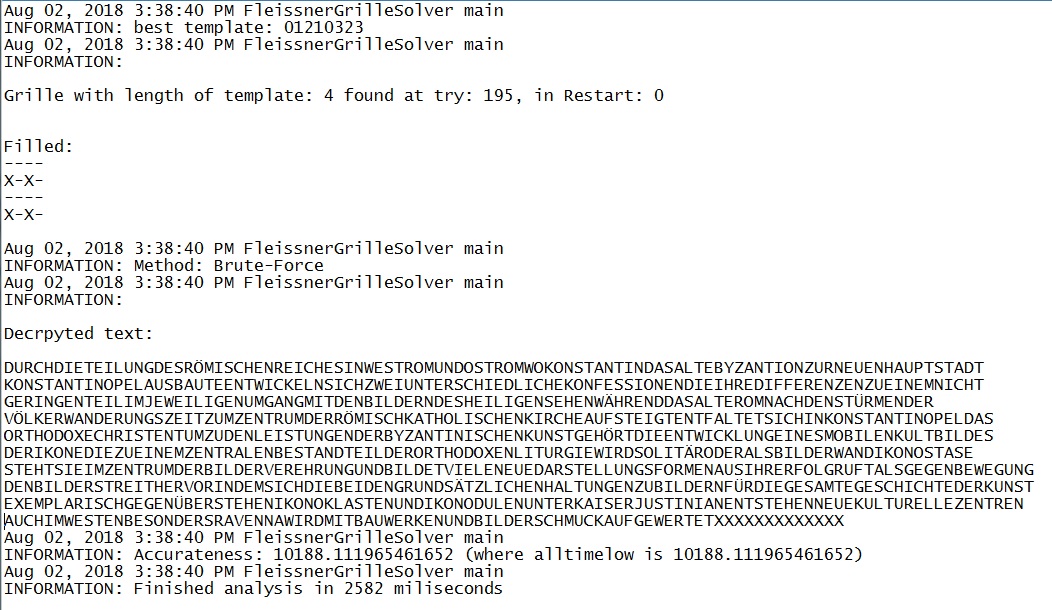 Aug 02, 2018 3:38:40 PM FleissnerGrilleSolver main
INFORMATION: best template: 01210323
Aug 02, 2018 3:38:40 PM FleissnerGrilleSolver main
INFORMATION:
Grille with length of template: 4 found at try: 195, in Restart: 0
Filled:
----
X-X-
----
X-X-
Aug 02, 2018 3:38:40 PM FleissnerGrilleSolver main
INFORMATION: Method: Brute-Force
Aug 02, 2018 3:38:40 PM FleissnerGrilleSolver main
INFORMATION:
Decrpyted text:
DURCHDIETEILUNGDESRÖMISCHENREICHESINWESTROMUNDOSTROMWOKONSTANTINDASALTEBYZANTIONZURNEUENHAUPTSTADT
KONSTANTINOPELAUSBAUTEENTWICKELNSICHZWEIUNTERSCHIEDLICHEKONFESSIONENDIEIHREDIFFERENZENZUEINEMNICHT
GERINGENTEILIMJEWEILIGENUMGANGMITDENBILDERNDESHEILIGENSEHENWÄHRENDDASALTEROMNACHDENSTÜRMENDER
VÖLKERWANDERUNGSZEITZUMZENTRUMDERRÖMISCHKATHOLISCHENKIRCHEAUFSTEIGTENTFALTETSICHINKONSTANTINOPELDAS
ORTHODOXECHRISTENTUMZUDENLEISTUNGENDERBYZANTINISCHENKUNSTGEHÖRTDIEENTWICKLUNGEINESMOBILENKULTBILDES
DERIKONEDIEZUEINEMZENTRALENBESTANDTEILDERORTHODOXENLITURGIEWIRDSOLITÄRODERALSBILDERWANDIKONOSTASE
STEHTSIEIMZENTRUMDERBILDERVEREHRUNGUNDBILDETVIELENEUEDARSTELLUNGSFORMENAUSIHRERFOLGRUFTALSGEGENBEWEGUNG
DENBILDERSTREITHERVORINDEMSICHDIEBEIDENGRUNDSÄTZLICHENHALTUNGENZUBILDERNFÜRDIEGESAMTEGESCHICHTEDERKUNST
EXEMPLARISCHGEGENÜBERSTEHENIKONOKLASTENUNDIKONODULENUNTERKAISERJUSTINIANENTSTEHENNEUEKULTURELLEZENTREN
AUCHIMWESTENBESONDERSRAVENNAWIRDMITBAUWERKENUNDBILDERSCHMUCKAUFGEWERTETXXXXXXXXXXXXX
Aug 02, 2018 3:38:40 PM FleissnerGrilleSolver main
INFORMATION: Accurateness: 10188.111965461652 (where alltimelow is 10188.111965461652)
Aug 02, 2018 3:38:40 PM FleissnerGrilleSolver main
INFORMATION: Finished analysis in 2582 miliseconds